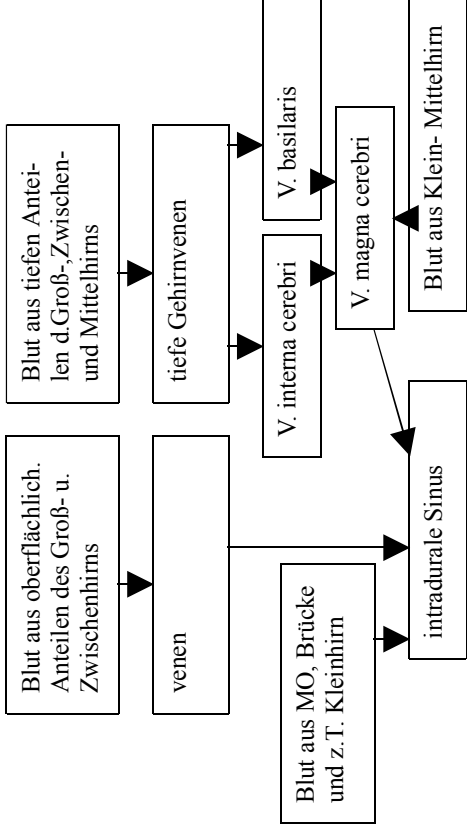 Blut aus oberflächlich.
Anteilen des Groß- u.
Zwischenhirns
Blut aus tiefen Antei-
len d.Groß-,Zwischen-
und Mittelhirns
venen
tiefe Gehirnvenen
V. interna cerebri
V. basilaris
Blut aus MO, Brücke
und z.T. Kleinhirn
V. magna cerebri
intradurale Sinus
Blut aus Klein- Mittelhirn